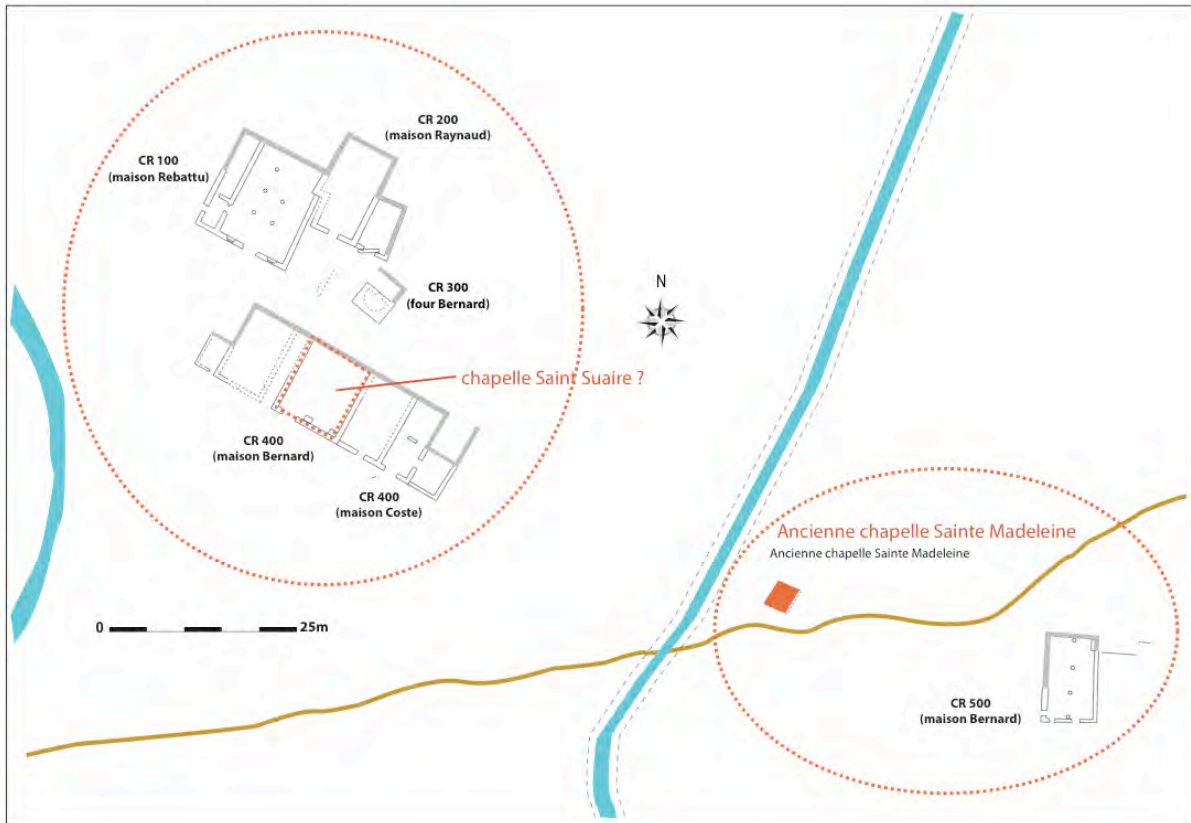 CR 200
(maison Raynaud)
CR 100
(maison Rebattu)
CR 300
(four Bernard)
N
chapelle Saint Suaire ?
CR 400
(maison Bernard)
CR 400
(maison Coste)
Ancienne chapelle Sainte Madeleine
Ancienne chapelle Sainte Madeleine
0 25m
CR 500
(maison Bernard)